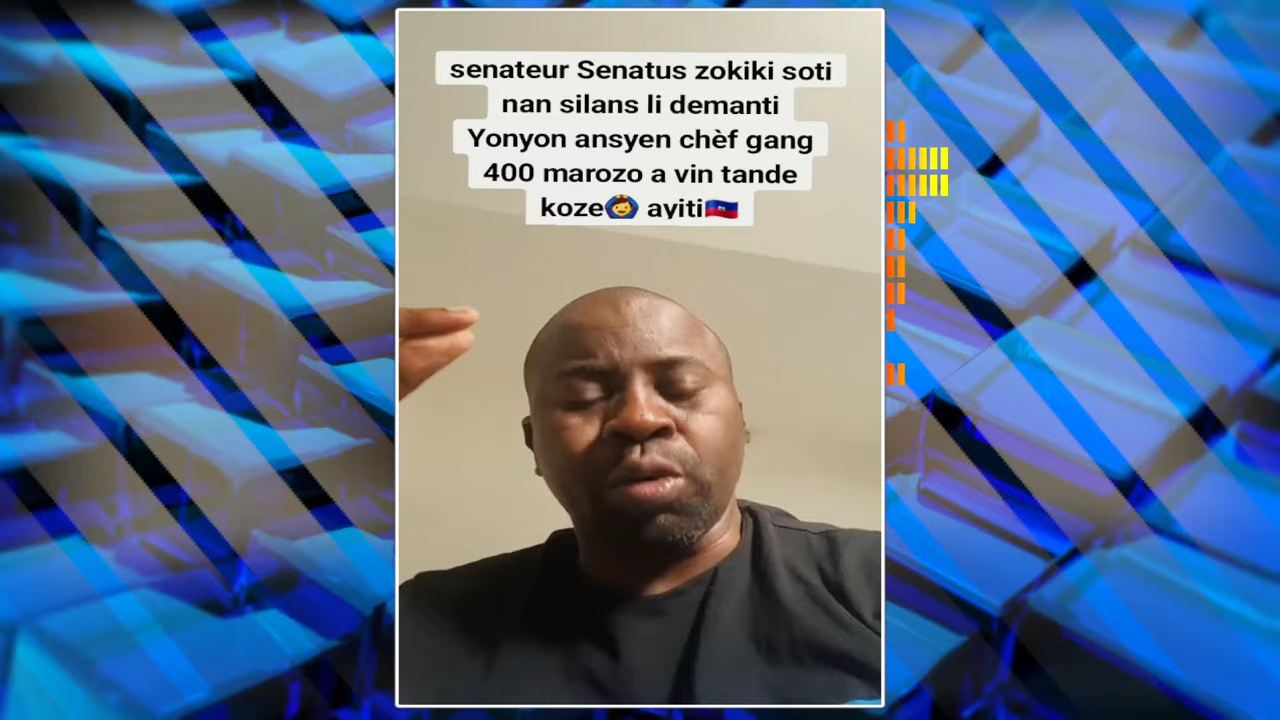 senateur Senatus zokiki soti
nan silans li demanti
Yonyon ansyen chèf gang
400 marozo a vin tande
koze🙆 ayiti🇭🇹